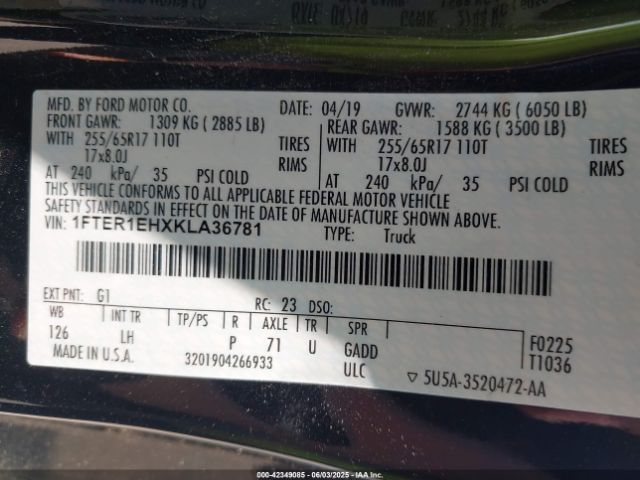 MFD. BY FORD MOTOR CO. DATE: 04/19 GVWR: 2744 KG ( 6050 LB)
FRONT GAWR: 1309 KG ( 2885 LB) REAR GAWR: 1588 KG ( 3500 LB)
WITH 255/65R17 110T TIRES WITH 255/65R17 110T TIRES
17x8.0J RIMS 17x8.0J RIMS
AT 240 kPa/ 35 PSI COLD AT 240 kPa/ 35 PSI COLD
THIS VEHICLE CONFORMS TO ALL APPLICABLE FEDERAL MOTOR VEHICLE
SAFETY STANDARDS IN EFFECT ON THE DATE OF MANUFACTURE SHOWN ABOVE.
VIN: 1FTER1EHXKLA36781 TYPE: Truck
EXT PNT: G1 RC: 23 DSO:
WB INT TR TP/PS R AXLE TR SPR
126 LH P 71 U GADD F0225
ULC T1036
MADE IN U.S.A. 3201904266933 ▽ 5U5A-3520472-AA
000-42349085 - 06/03/2025 - IAA